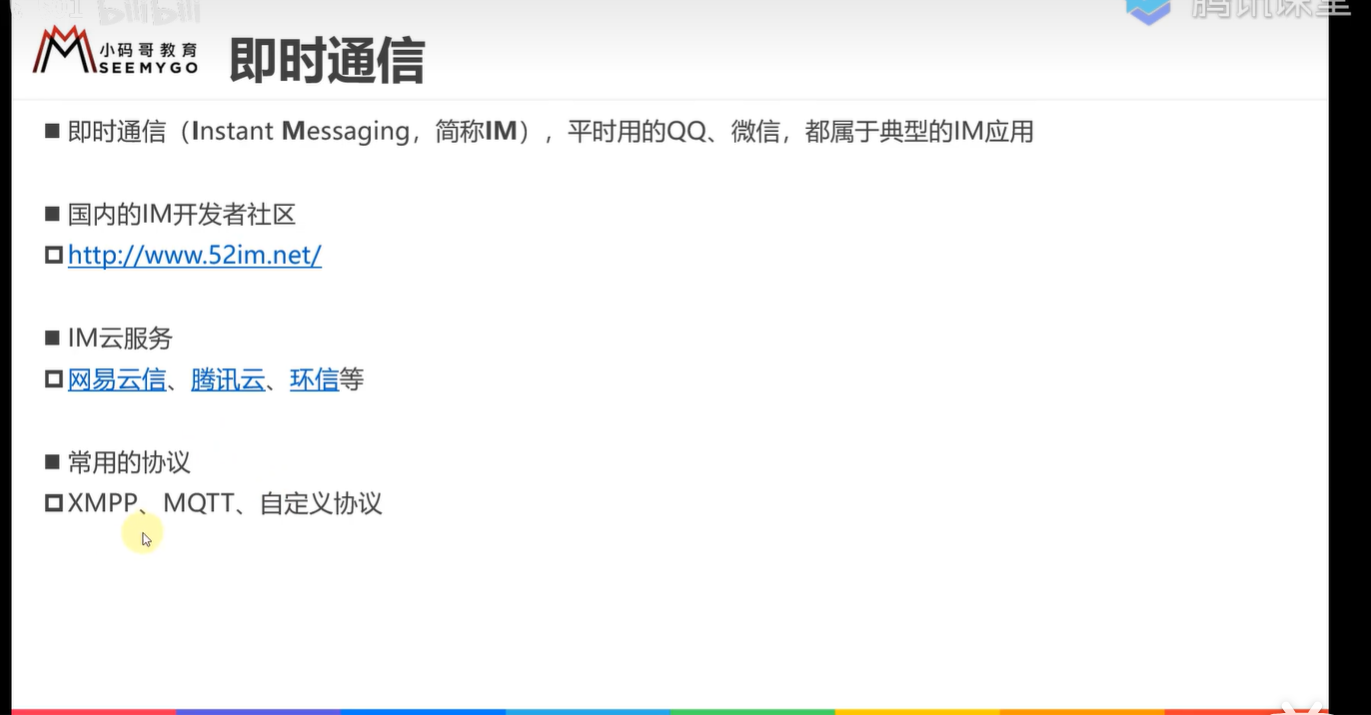 bilibili
腾讯课堂
小码哥教育
SEEMYGO
即时通信
即时通信（Instant Messaging，简称IM），平时用的QQ、微信，都属于典型的IM应用
国内的IM开发者社区
http://www.52im.net/
IM云服务
网易云信、腾讯云、环信等
常用的协议
XMPP、MQTT、自定义协议